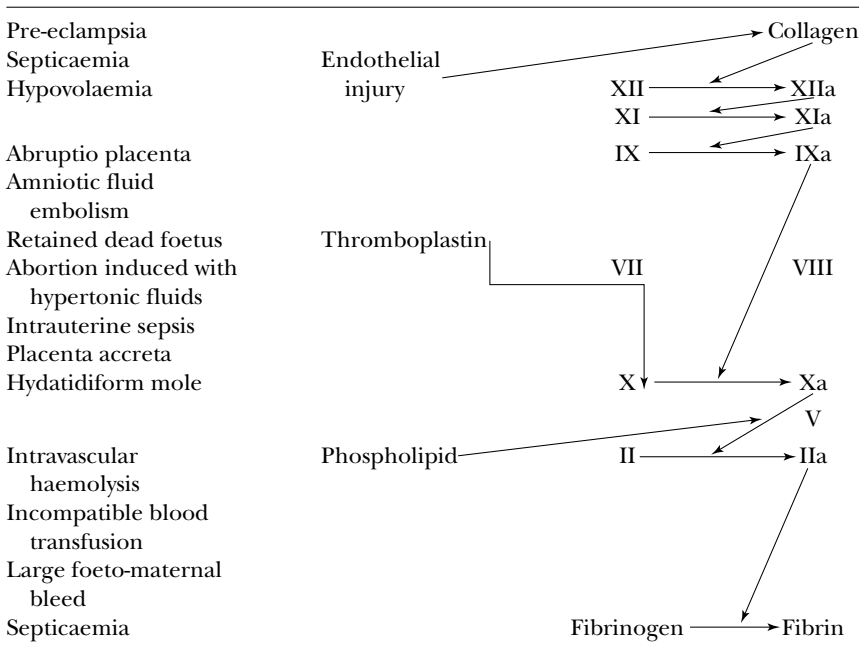 Pre-eclampsia Collagen
Septicaemia Endothelial
Hypovolaemia injury XII XIIa
XI XIa
Abruptio placenta IX IXa
Amniotic fluid
embolism
Retained dead foetus Thromboplastin
Abortion induced with VII VIII
hypertonic fluids
Intrauterine sepsis
Placenta accreta
Hydatidiform mole X Xa
V
Intravascular Phospholipid II IIa
haemolysis
Incompatible blood
transfusion
Large foeto-maternal
bleed
Septicaemia Fibrinogen Fibrin